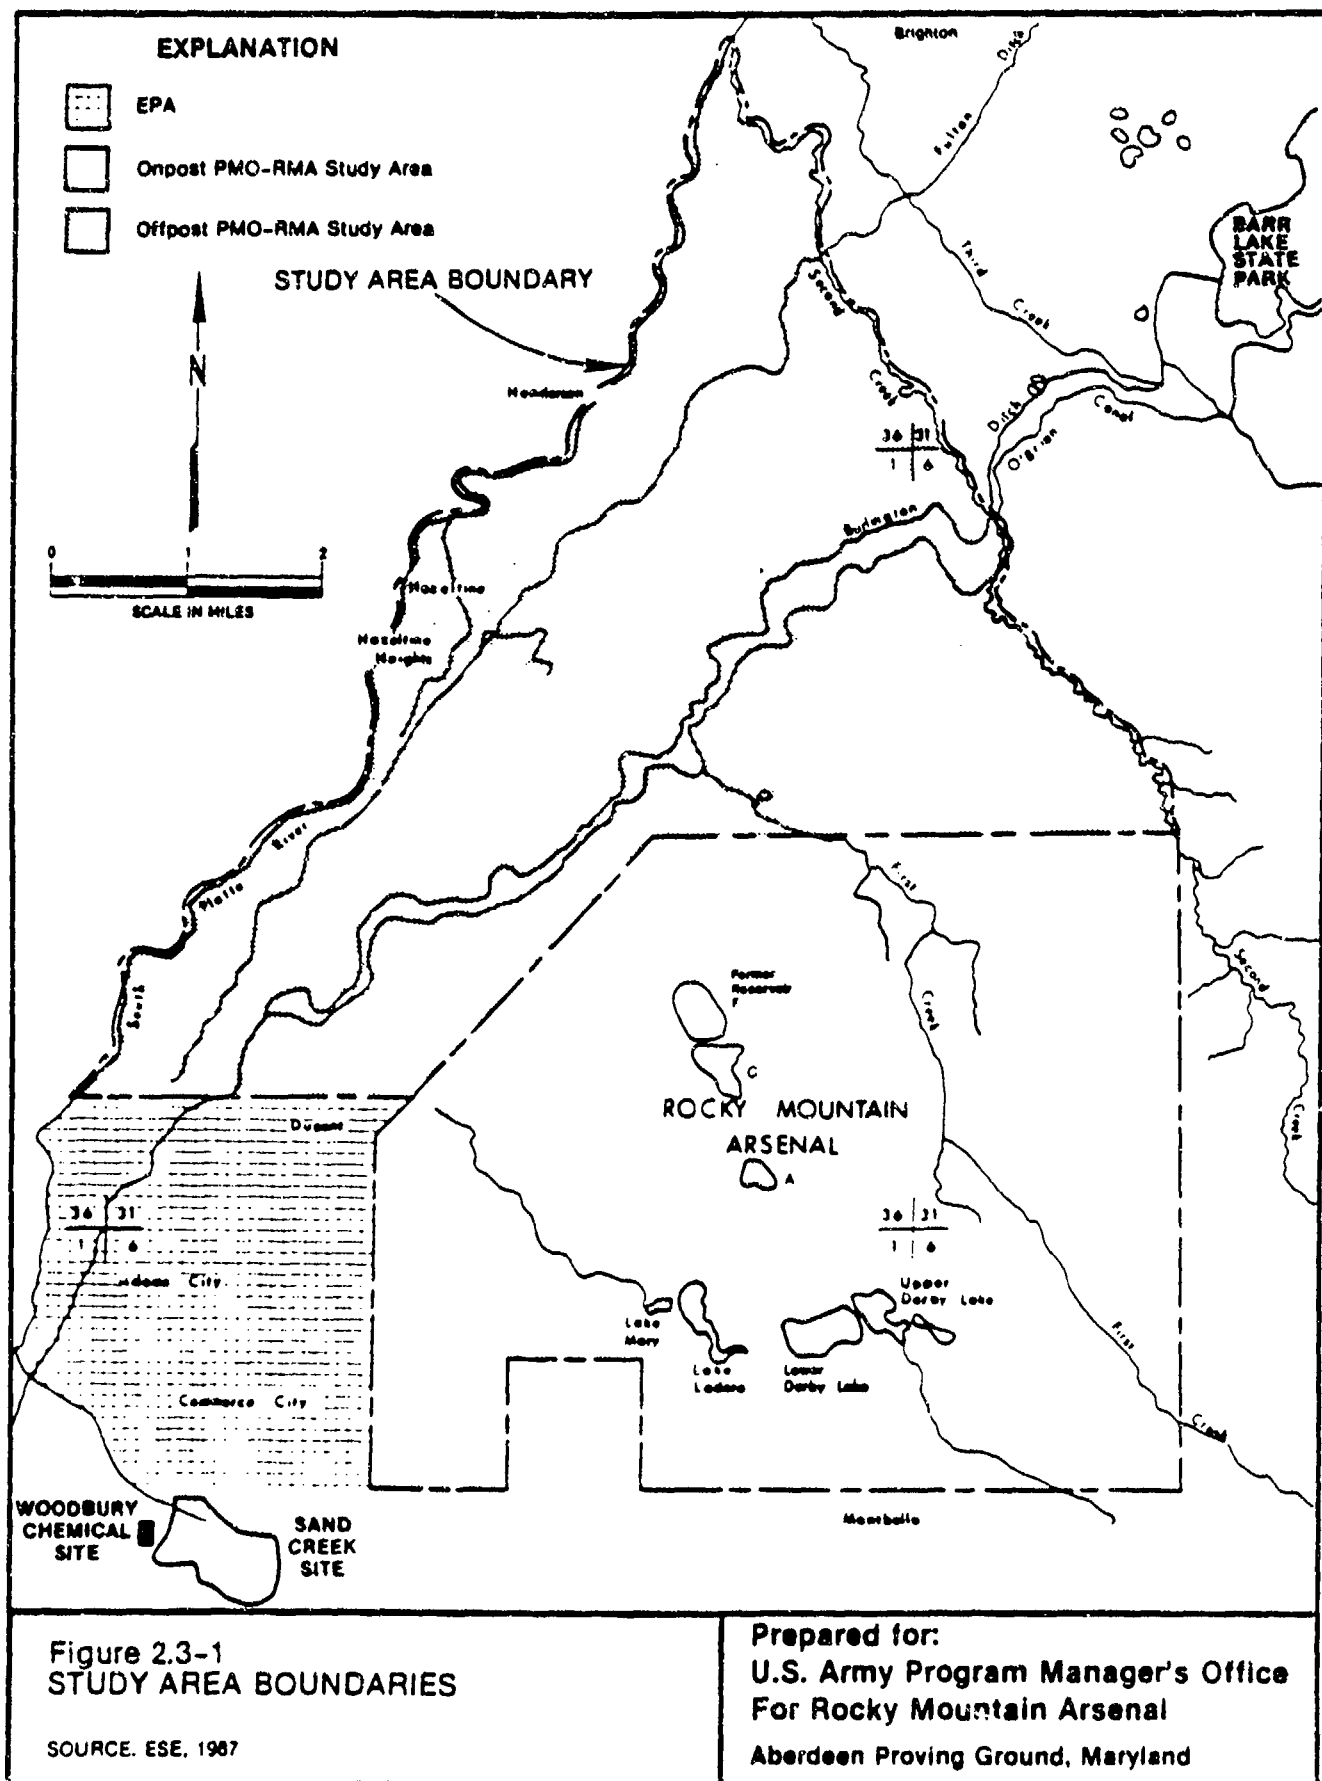 EXPLANATION
EPA
Onpost PMO-RMA Study Area
Offpost PMO-RMA Study Area
STUDY AREA BOUNDARY
N
0 1 2
SCALE IN MILES
Brighton
Fulton
Ditch
BARR
LAKE
STATE
PARK
Third
Creek
Second
Creek
Henderson
36 31
1 6
Ditch
O'Brian
Canal
Burlington
Hazeltine
Hazeltine
Heights
River
Platte
South
First
Creek
Second
Creek
Former
Reservoir
F
C
ROCKY MOUNTAIN
ARSENAL
A
Dupont
36 31
1 6
City
Commerce City
36 31
1 6
Upper
Derby Lake
Lake
Mary
Lake
Ladora
Lower
Derby Lake
First
Creek
Montbello
WOODBURY
CHEMICAL
SITE
SAND
CREEK
SITE
Figure 2.3-1
STUDY AREA BOUNDARIES
SOURCE. ESE, 1987
Prepared for:
U.S. Army Program Manager's Office
For Rocky Mountain Arsenal
Aberdeen Proving Ground, Maryland